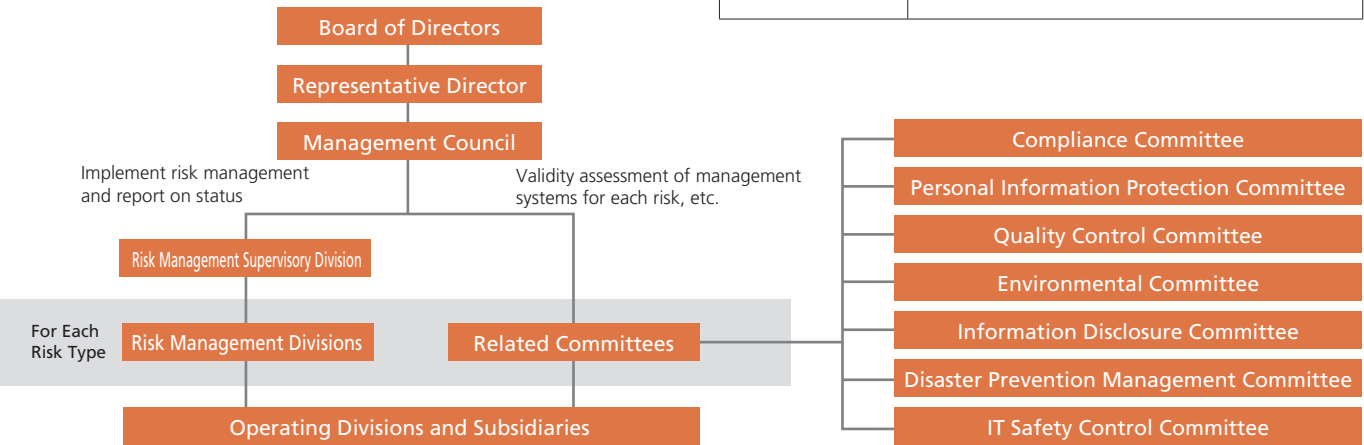 Board of Directors
Representative Director
Management Council
Implement risk management
and report on status
Validity assessment of management
systems for each risk, etc.
Risk Management Supervisory Division
For Each
Risk Type
Risk Management Divisions
Related Committees
Operating Divisions and Subsidiaries
Compliance Committee
Personal Information Protection Committee
Quality Control Committee
Environmental Committee
Information Disclosure Committee
Disaster Prevention Management Committee
IT Safety Control Committee